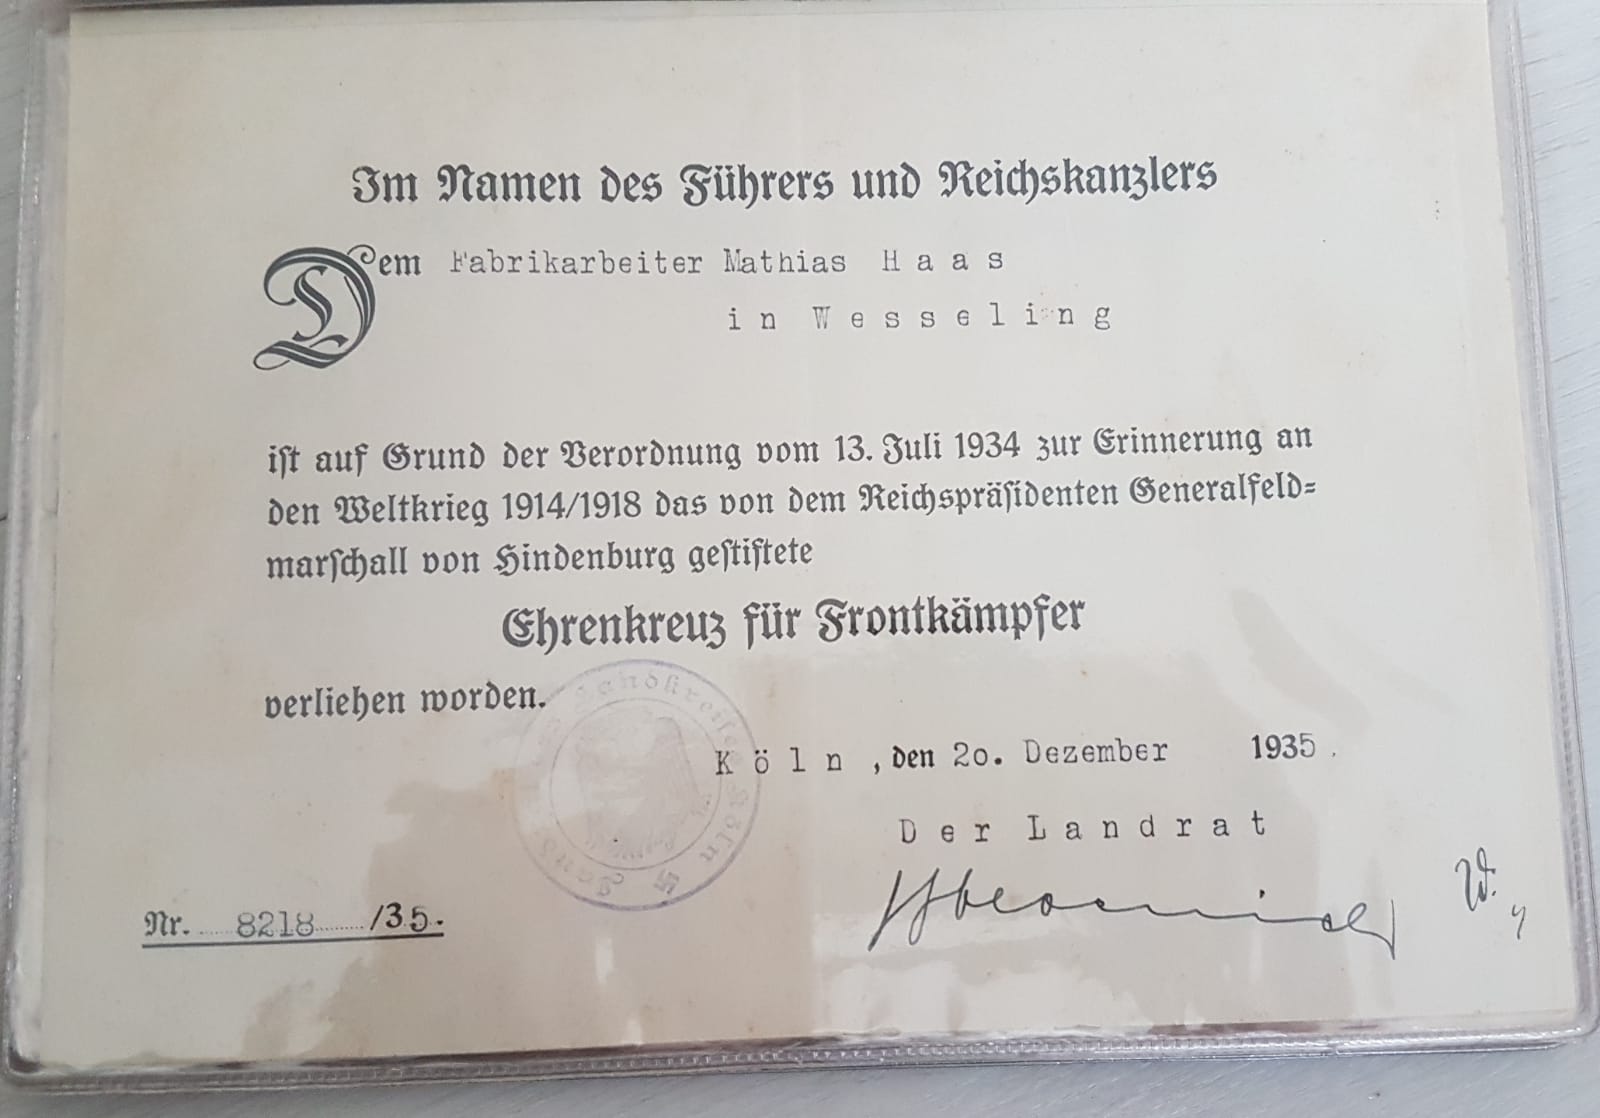 Im Namen des Führers und Reichskanzlers
Dem Fabrikarbeiter Mathias Haas
in Wesseling
ist auf Grund der Verordnung vom 13. Juli 1934 zur Erinnerung an
den Weltkrieg 1914/1918 das von dem Reichspräsidenten Generalfeld=
marschall von Hindenburg gestiftete
Ehrenkreuz für Frontkämpfer
verliehen worden.
Landkreises Köln
Köln, den 20. Dezember 1935.
Der Landrat
W.
Nr. 8218 /35.